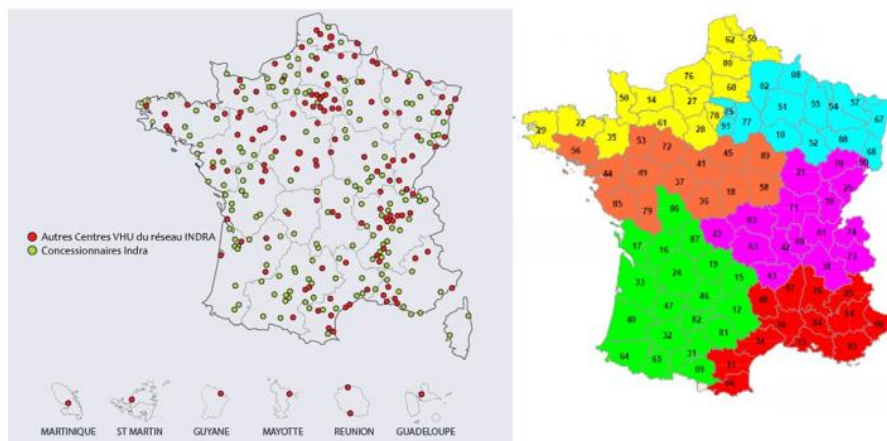 Autres Centres VHU du réseau INDRA
Concessionnaires Indra
MARTINIQUE ST MARTIN GUYANE MAYOTTE REUNION GUADELOUPE
62 59
80
76 60 02 08
50 14 27 78 75 51 55 54 57 67
29 22 61 91 77
35 28 10 52 88 68
56 53 72 45 89 70 90
44 49 41 21 25
37 18 58 39
85 79 36 71
86 03
23 01 74
17 16 87 63 42 69 73
19 38
24 15 43
33 07 26 05
46 48
47 12 04
40 82 30 84 06
32 81 34 13 83
64 65 31 11
09 66